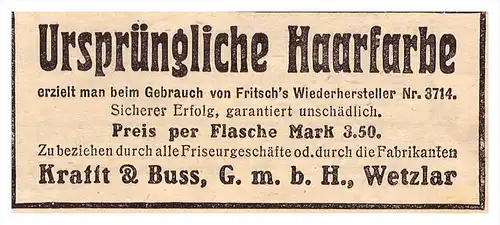 Ursprüngliche Haarfarbe
erzielt man beim Gebrauch von Fritsch's Wiederhersteller Nr. 3714.
Sicherer Erfolg, garantiert unschädlich.
Preis per Flasche Mark 3.50.
Zu beziehen durch alle Friseurgeschäfte od. durch die Fabrikanten
Krafft & Buss, G. m. b. H., Wetzlar